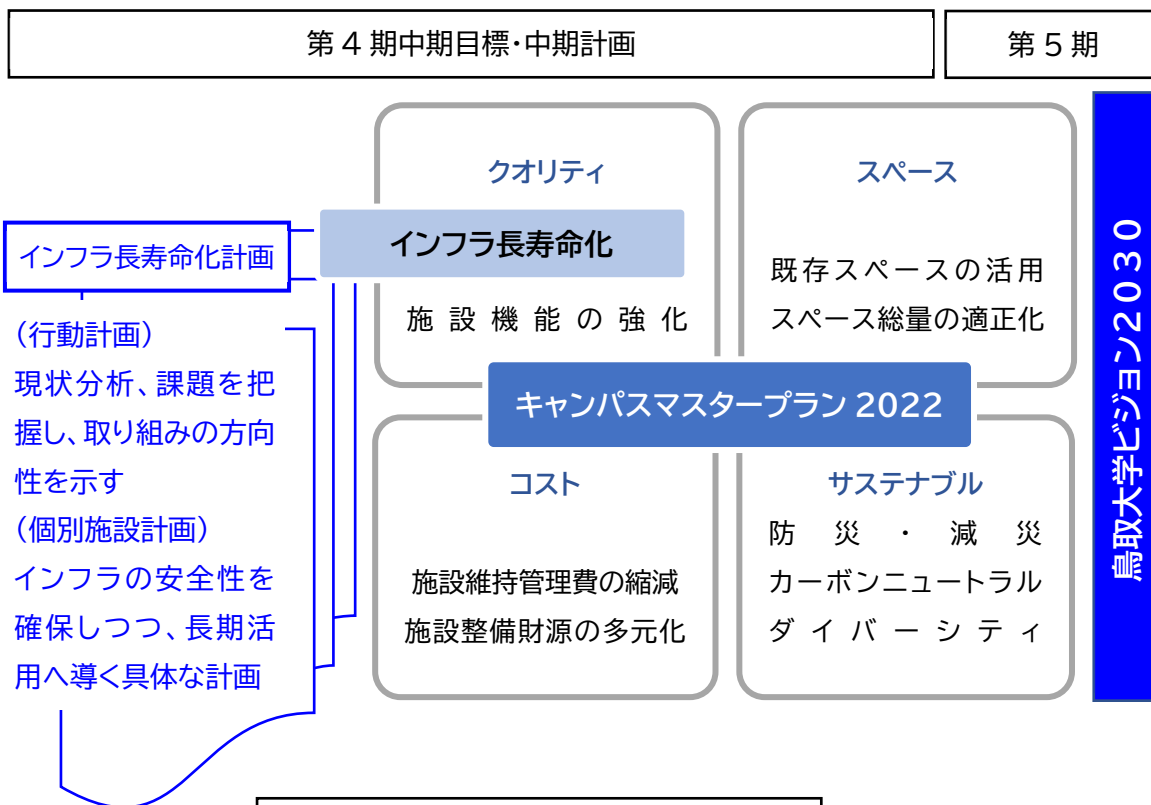 第4期中期目標・中期計画
第5期
クオリティ
インフラ長寿命化
施設機能の強化
スペース
既存スペースの活用
スペース総量の適正化
インフラ長寿命化計画
(行動計画)
現状分析、課題を把
握し、取り組みの方向
性を示す
(個別施設計画)
インフラの安全性を
確保しつつ、長期活
用へ導く具体な計画
キャンパスマスタープラン 2022
コスト
施設維持管理費の縮減
施設整備財源の多元化
サステナブル
防災・減災
カーボンニュートラル
ダイバーシティ
鳥取大学ビジョン2030